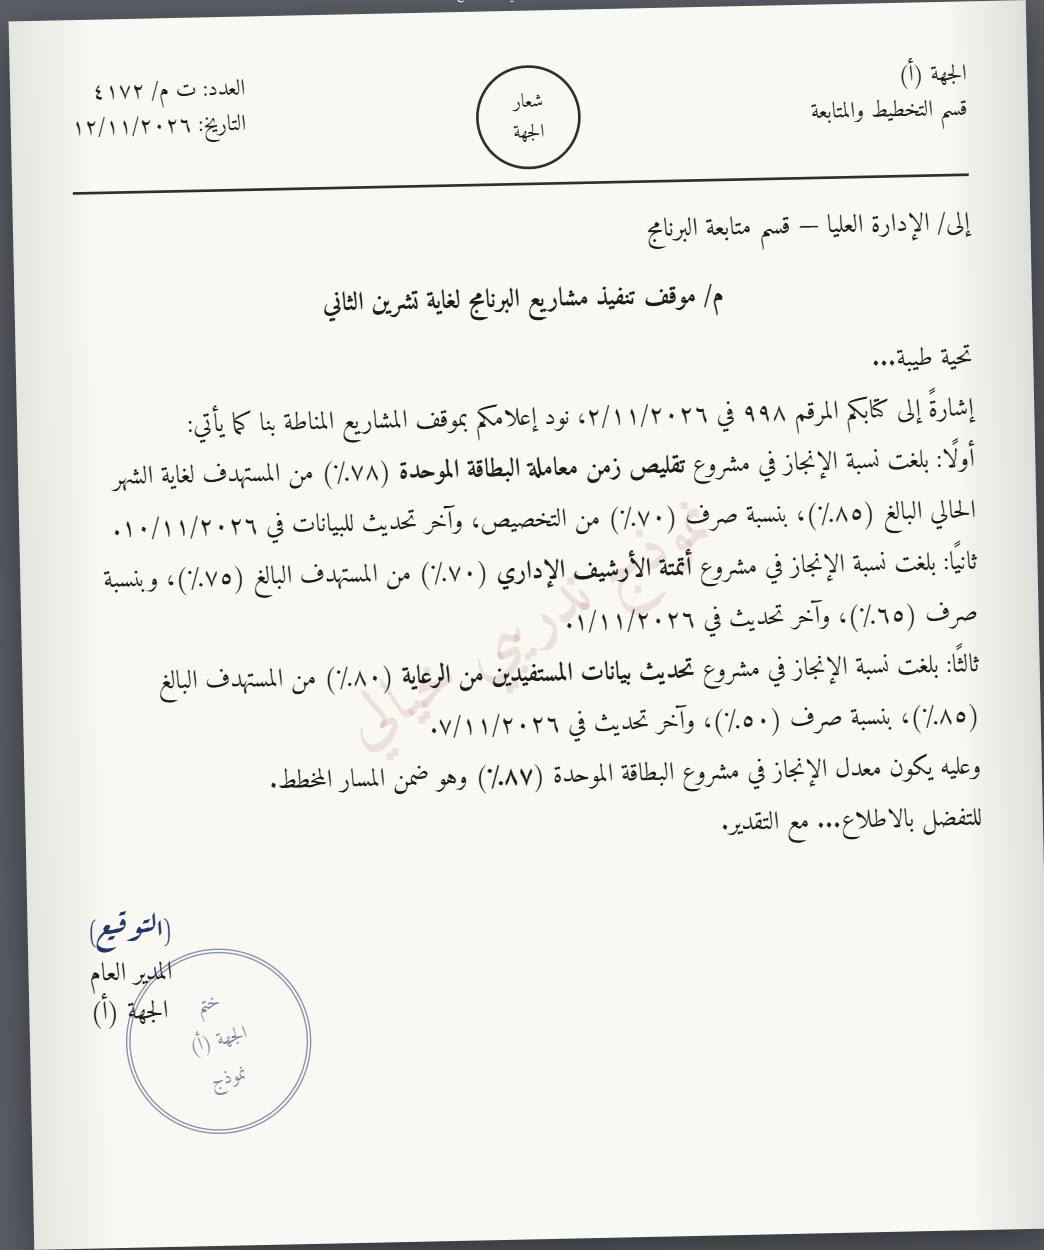 الجهة (أ)
قسم التخطيط والمتابعة
شعار
الجهة
العدد: ت م/ ٤١٧٢
التاريخ: ١٢/١١/٢٠٢٦
إلى/ الإدارة العليا — قسم متابعة البرنامج
م/ موقف تنفيذ مشاريع البرنامج لغاية تشرين الثاني
تحية طيبة...
إشارةً إلى كتابكم المرقم ٩٩٨ في ٢/١١/٢٠٢٦، نود إعلامكم بموقف المشاريع المناطة بنا كما يأتي:
أولًا: بلغت نسبة الإنجاز في مشروع تقليص زمن معاملة البطاقة الموحدة (٧٨٪) من المستهدف لغاية الشهر
الحالي البالغ (٨٥٪)، بنسبة صرف (٧٠٪) من التخصيص، وآخر تحديث للبيانات في ١٠/١١/٢٠٢٦.
ثانيًا: بلغت نسبة الإنجاز في مشروع أتمتة الأرشيف الإداري (٧٠٪) من المستهدف البالغ (٧٥٪)، وبنسبة
صرف (٦٥٪)، وآخر تحديث في ١/١١/٢٠٢٦.
ثالثًا: بلغت نسبة الإنجاز في مشروع تحديث بيانات المستفيدين من الرعاية (٨٠٪) من المستهدف البالغ
(٨٥٪)، بنسبة صرف (٥٠٪)، وآخر تحديث في ٧/١١/٢٠٢٦.
وعليه يكون معدل الإنجاز في مشروع البطاقة الموحدة (٨٧٪) وهو ضمن المسار المخطط.
للتفضل بالاطلاع... مع التقدير.
نموذج تدريبي خيالي
(التوقيع)
المدير العام
الجهة (أ)
ختم
الجهة (أ)
نموذج